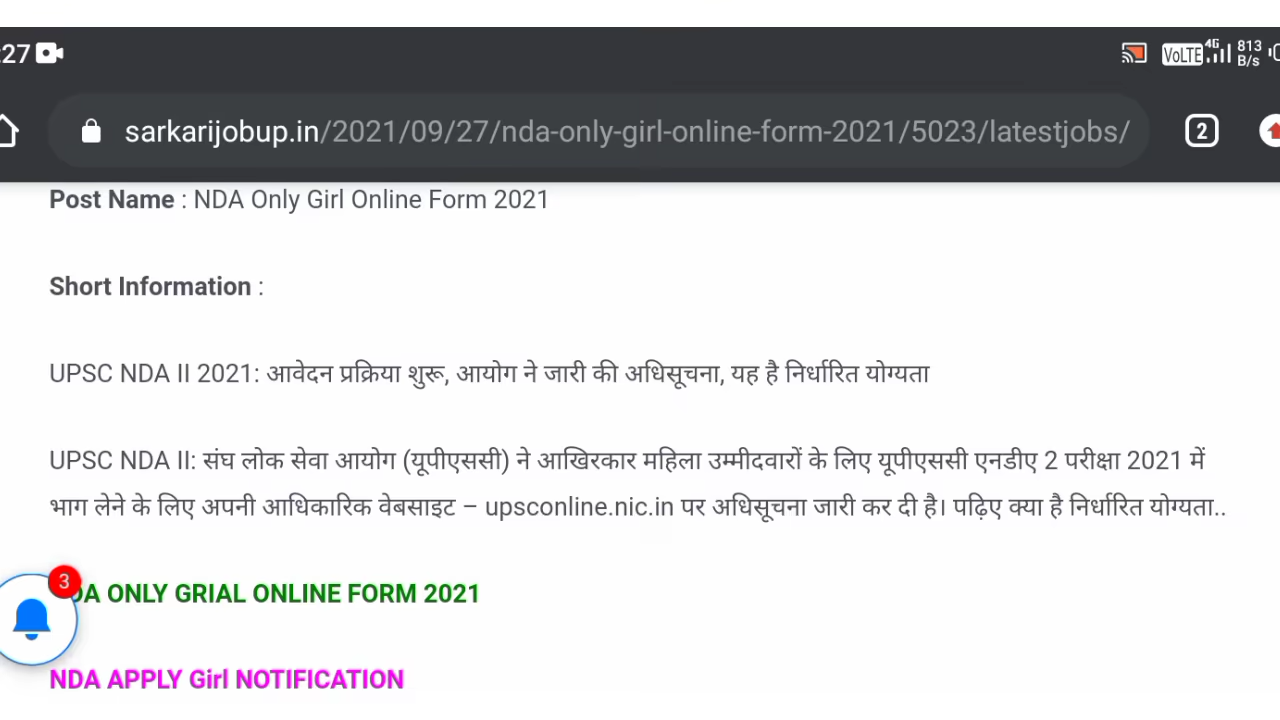 :27
VoLTE 4G 813 B/s
sarkarijobup.in/2021/09/27/nda-only-girl-online-form-2021/5023/latestjobs/ 2
Post Name : NDA Only Girl Online Form 2021
Short Information :
UPSC NDA II 2021: आवेदन प्रक्रिया शुरू, आयोग ने जारी की अधिसूचना, यह है निर्धारित योग्यता
UPSC NDA II: संघ लोक सेवा आयोग (यूपीएससी) ने आखिरकार महिला उम्मीदवारों के लिए यूपीएससी एनडीए 2 परीक्षा 2021 में
भाग लेने के लिए अपनी आधिकारिक वेबसाइट – upsconline.nic.in पर अधिसूचना जारी कर दी है। पढ़िए क्या है निर्धारित योग्यता..
3
DA ONLY GRIAL ONLINE FORM 2021
NDA APPLY Girl NOTIFICATION